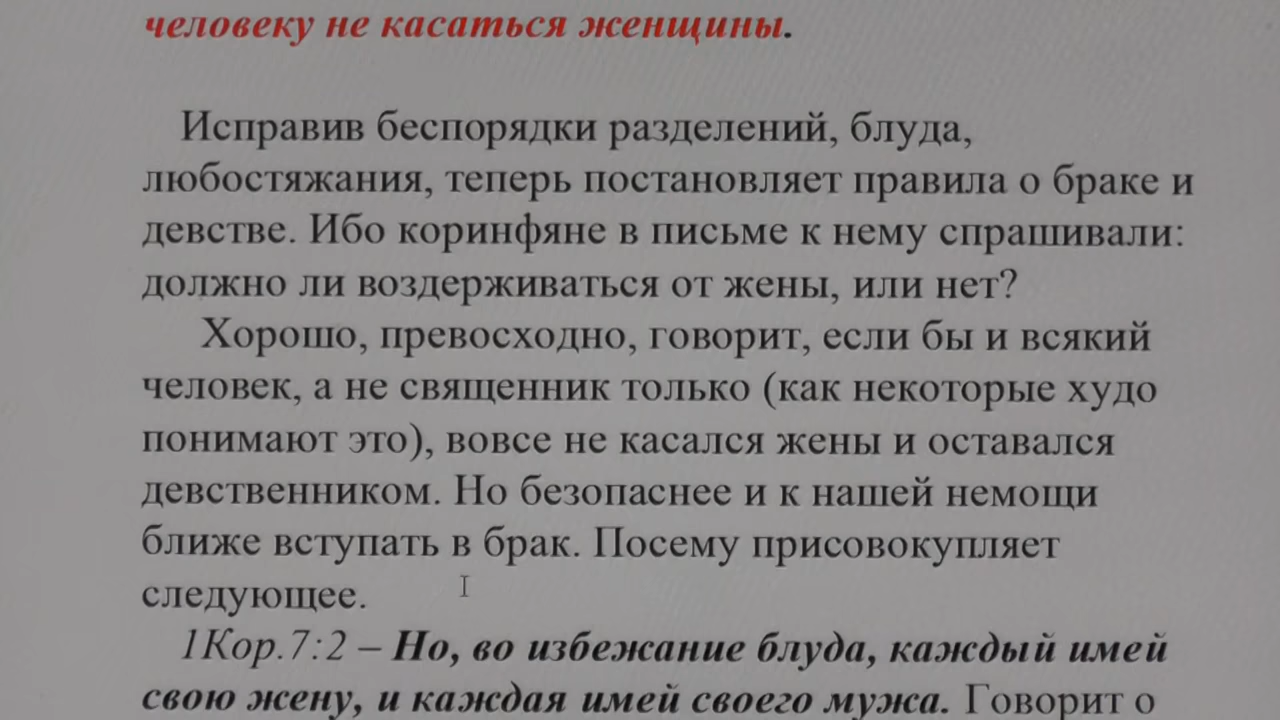 человеку не касаться женщины.
Исправив беспорядки разделений, блуда,
любостяжания, теперь постановляет правила о браке и
девстве. Ибо коринфяне в письме к нему спрашивали:
должно ли воздерживаться от жены, или нет?
Хорошо, превосходно, говорит, если бы и всякий
человек, а не священник только (как некоторые худо
понимают это), вовсе не касался жены и оставался
девственником. Но безопаснее и к нашей немощи
ближе вступать в брак. Посему присовокупляет
следующее.
1Кор.7:2 – Но, во избежание блуда, каждый имей
свою жену, и каждая имей своего мужа. Говорит о